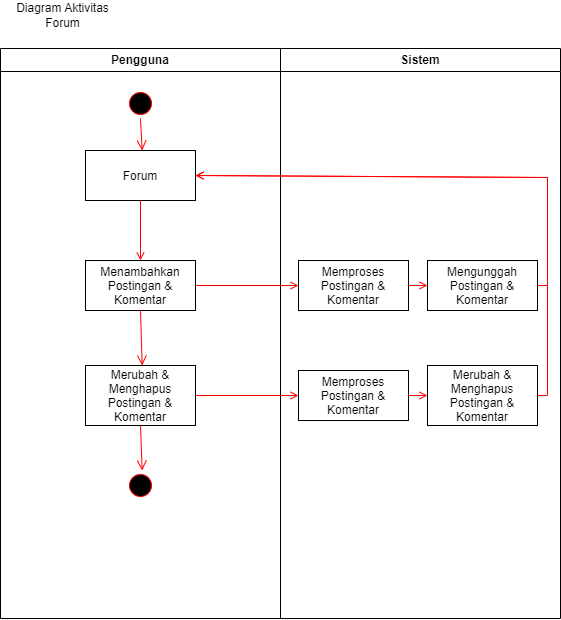 Diagram Aktivitas
Forum
Pengguna
Sistem
Forum
Menambahkan
Postingan &
Komentar
Memproses
Postingan &
Komentar
Mengunggah
Postingan &
Komentar
Merubah &
Menghapus
Postingan &
Komentar
Memproses
Postingan &
Komentar
Merubah &
Menghapus
Postingan &
Komentar